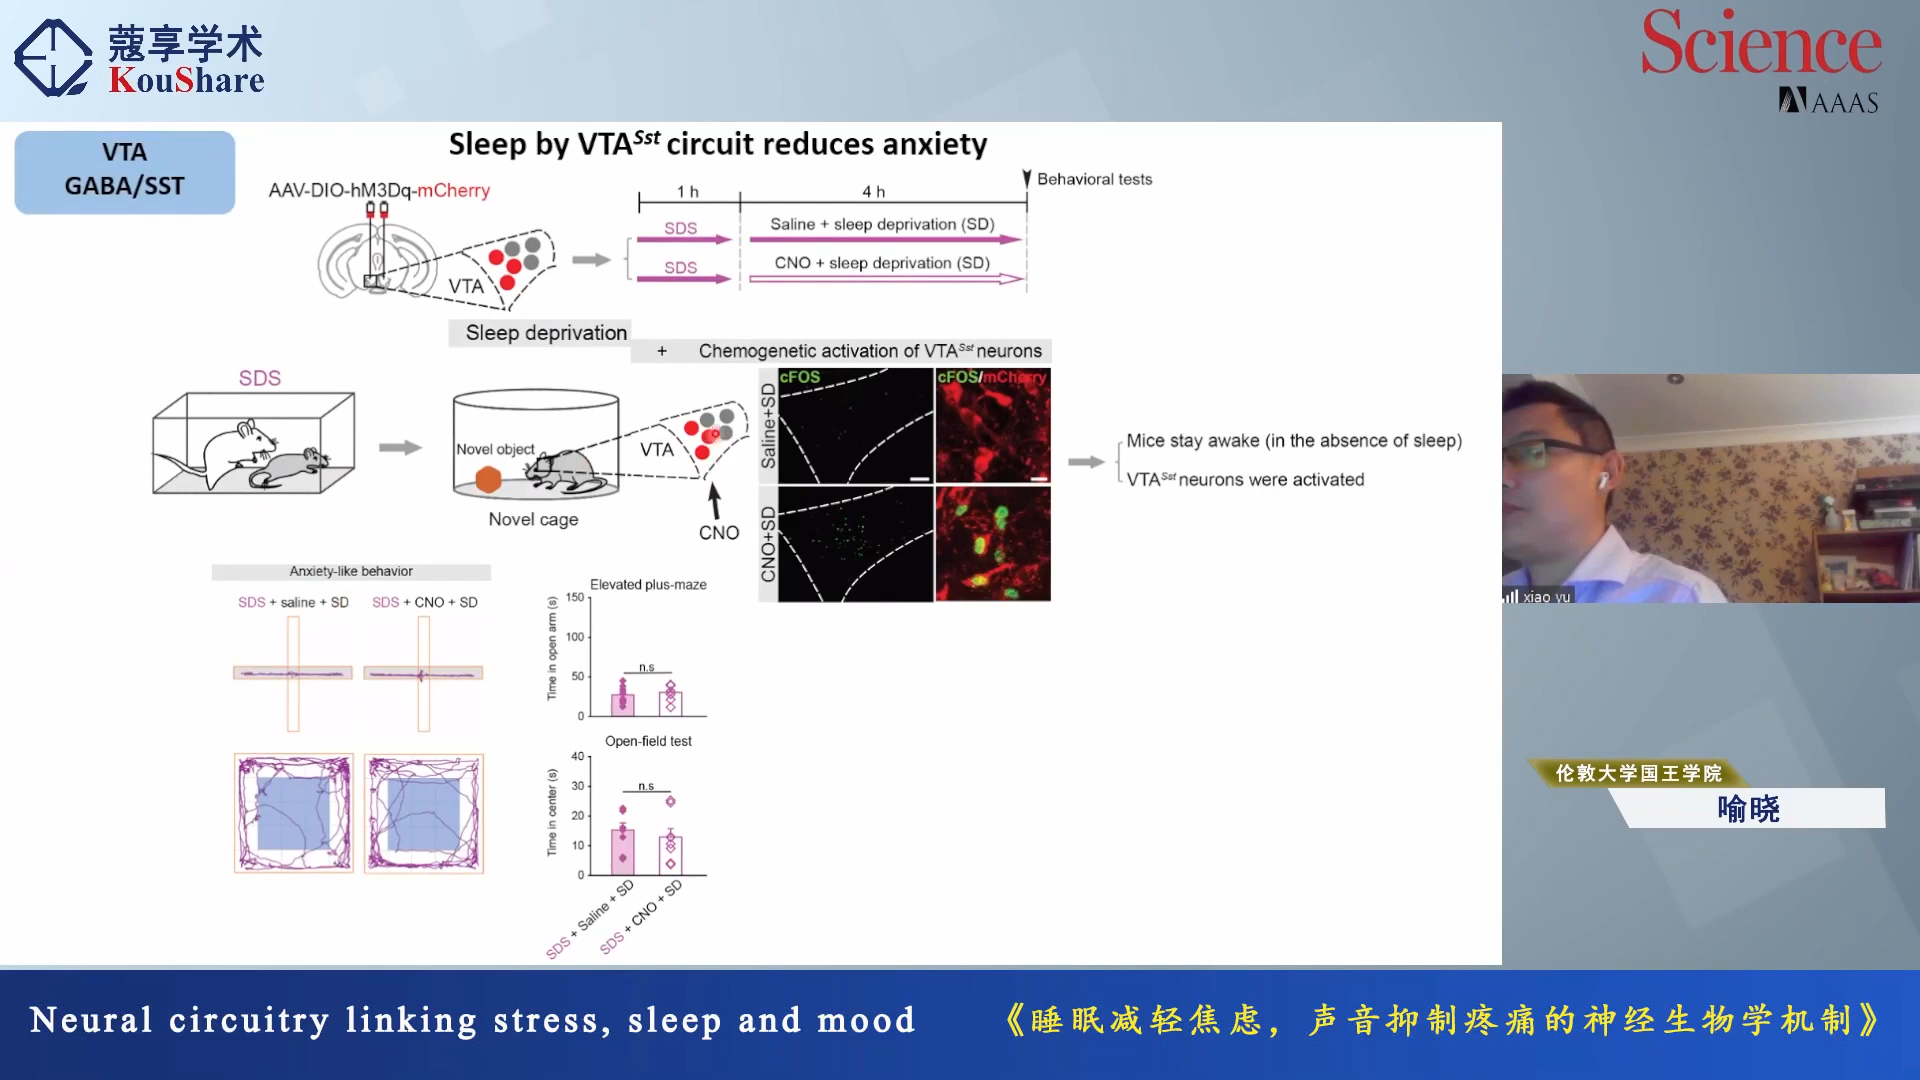 蔻享学术
KouShare
Science
AAAS
VTA
GABA/SST
Sleep by VTASst circuit reduces anxiety
AAV-DIO-hM3Dq-mCherry
VTA
1 h
4 h
Behavioral tests
SDS
Saline + sleep deprivation (SD)
SDS
CNO + sleep deprivation (SD)
Sleep deprivation
+ Chemogenetic activation of VTASst neurons
SDS
Novel object
Novel cage
VTA
CNO
Saline+SD
CNO+SD
cFOS
cFOS/mCherry
Mice stay awake (in the absence of sleep)
VTASst neurons were activated
Anxiety-like behavior
SDS + saline + SD
SDS + CNO + SD
Elevated plus-maze
Time in open arm (s)
150
100
50
0
n.s
Open-field test
Time in center (s)
40
30
20
10
0
n.s
SDS + Saline + SD
SDS + CNO + SD
xiao yu
伦敦大学国王学院
喻晓
Neural circuitry linking stress, sleep and mood
《睡眠减轻焦虑，声音抑制疼痛的神经生物学机制》